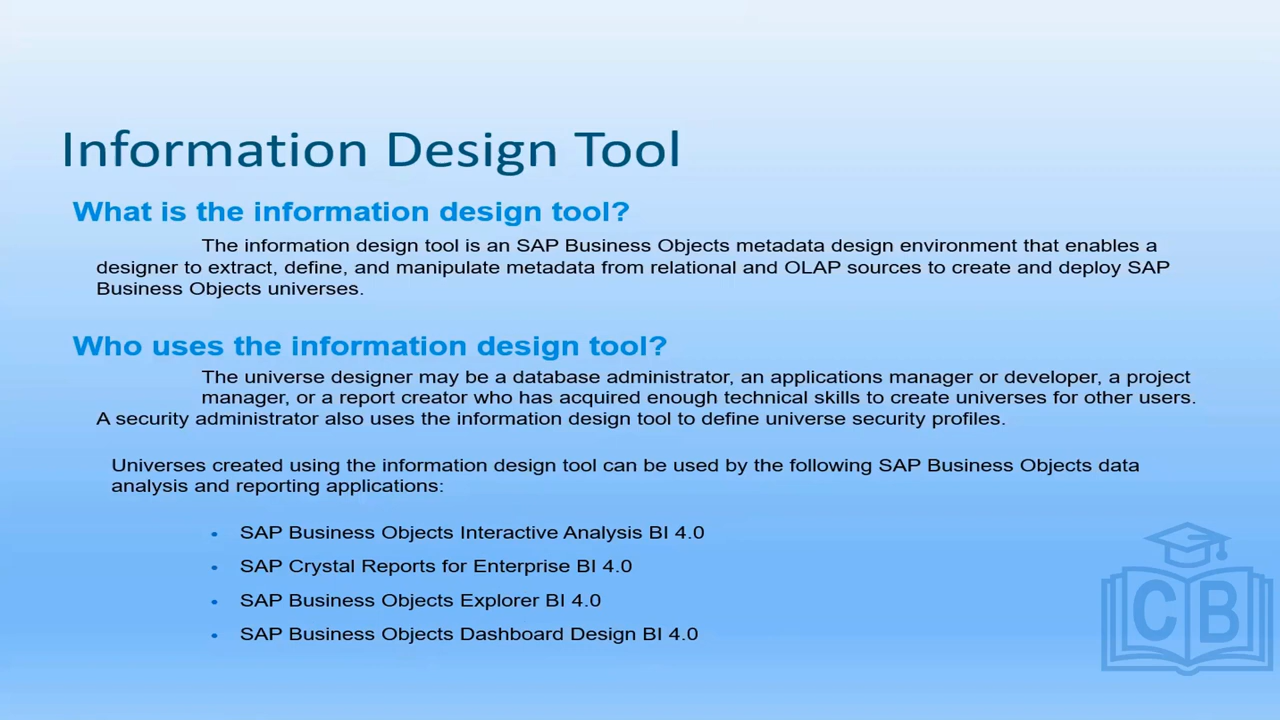 Information Design Tool
What is the information design tool?
The information design tool is an SAP Business Objects metadata design environment that enables a
designer to extract, define, and manipulate metadata from relational and OLAP sources to create and deploy SAP
Business Objects universes.
Who uses the information design tool?
The universe designer may be a database administrator, an applications manager or developer, a project
manager, or a report creator who has acquired enough technical skills to create universes for other users.
A security administrator also uses the information design tool to define universe security profiles.
Universes created using the information design tool can be used by the following SAP Business Objects data
analysis and reporting applications:
• SAP Business Objects Interactive Analysis BI 4.0
• SAP Crystal Reports for Enterprise BI 4.0
• SAP Business Objects Explorer BI 4.0
• SAP Business Objects Dashboard Design BI 4.0
CB